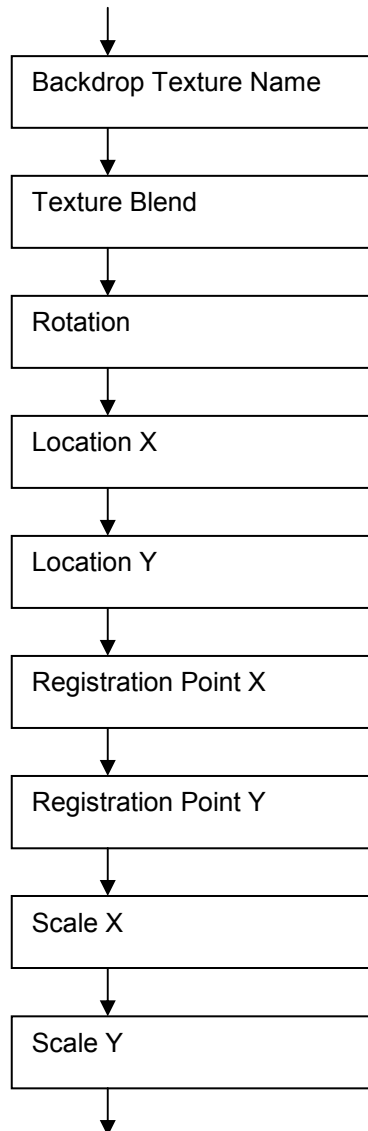 Backdrop Texture Name
Texture Blend
Rotation
Location X
Location Y
Registration Point X
Registration Point Y
Scale X
Scale Y